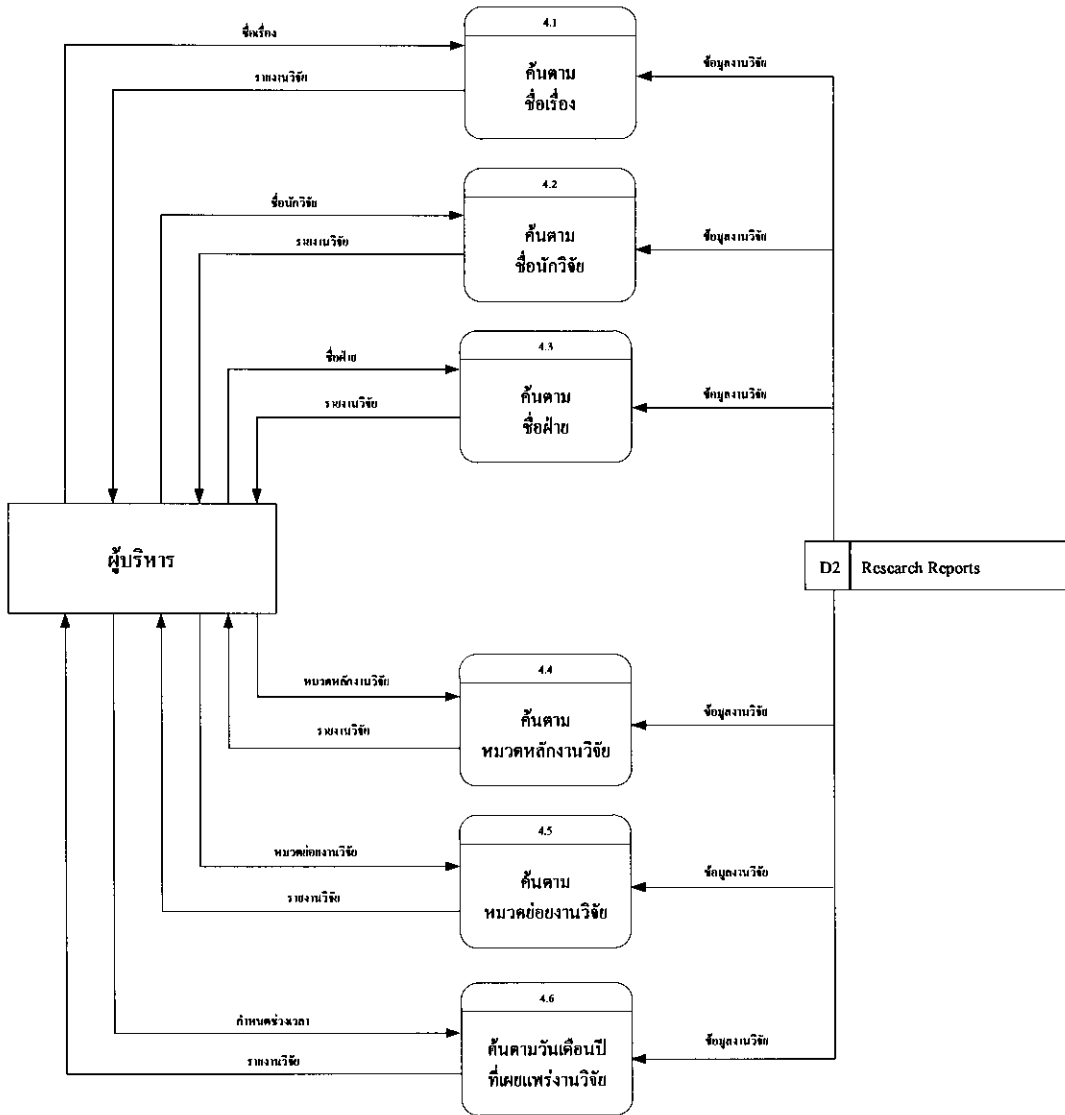 ชื่อเรื่อง
4.1
ค้นตาม
ชื่อเรื่อง
รายงานวิจัย
ข้อมูลงานวิจัย
4.2
ชื่อนักวิจัย
ค้นตาม
ชื่อนักวิจัย
รายงานวิจัย
ข้อมูลงานวิจัย
4.3
ชื่อฝ่าย
ค้นตาม
ชื่อฝ่าย
รายงานวิจัย
ข้อมูลงานวิจัย
ผู้บริหาร
D2 Research Reports
4.4
หมวดหลักงานวิจัย
ค้นตาม
หมวดหลักงานวิจัย
รายงานวิจัย
ข้อมูลงานวิจัย
4.5
หมวดย่อยงานวิจัย
ค้นตาม
หมวดย่อยงานวิจัย
รายงานวิจัย
ข้อมูลงานวิจัย
4.6
กำหนดช่วงเวลา
ค้นตามวันเดือนปี
ที่เผยแพร่งานวิจัย
รายงานวิจัย
ข้อมูลงานวิจัย